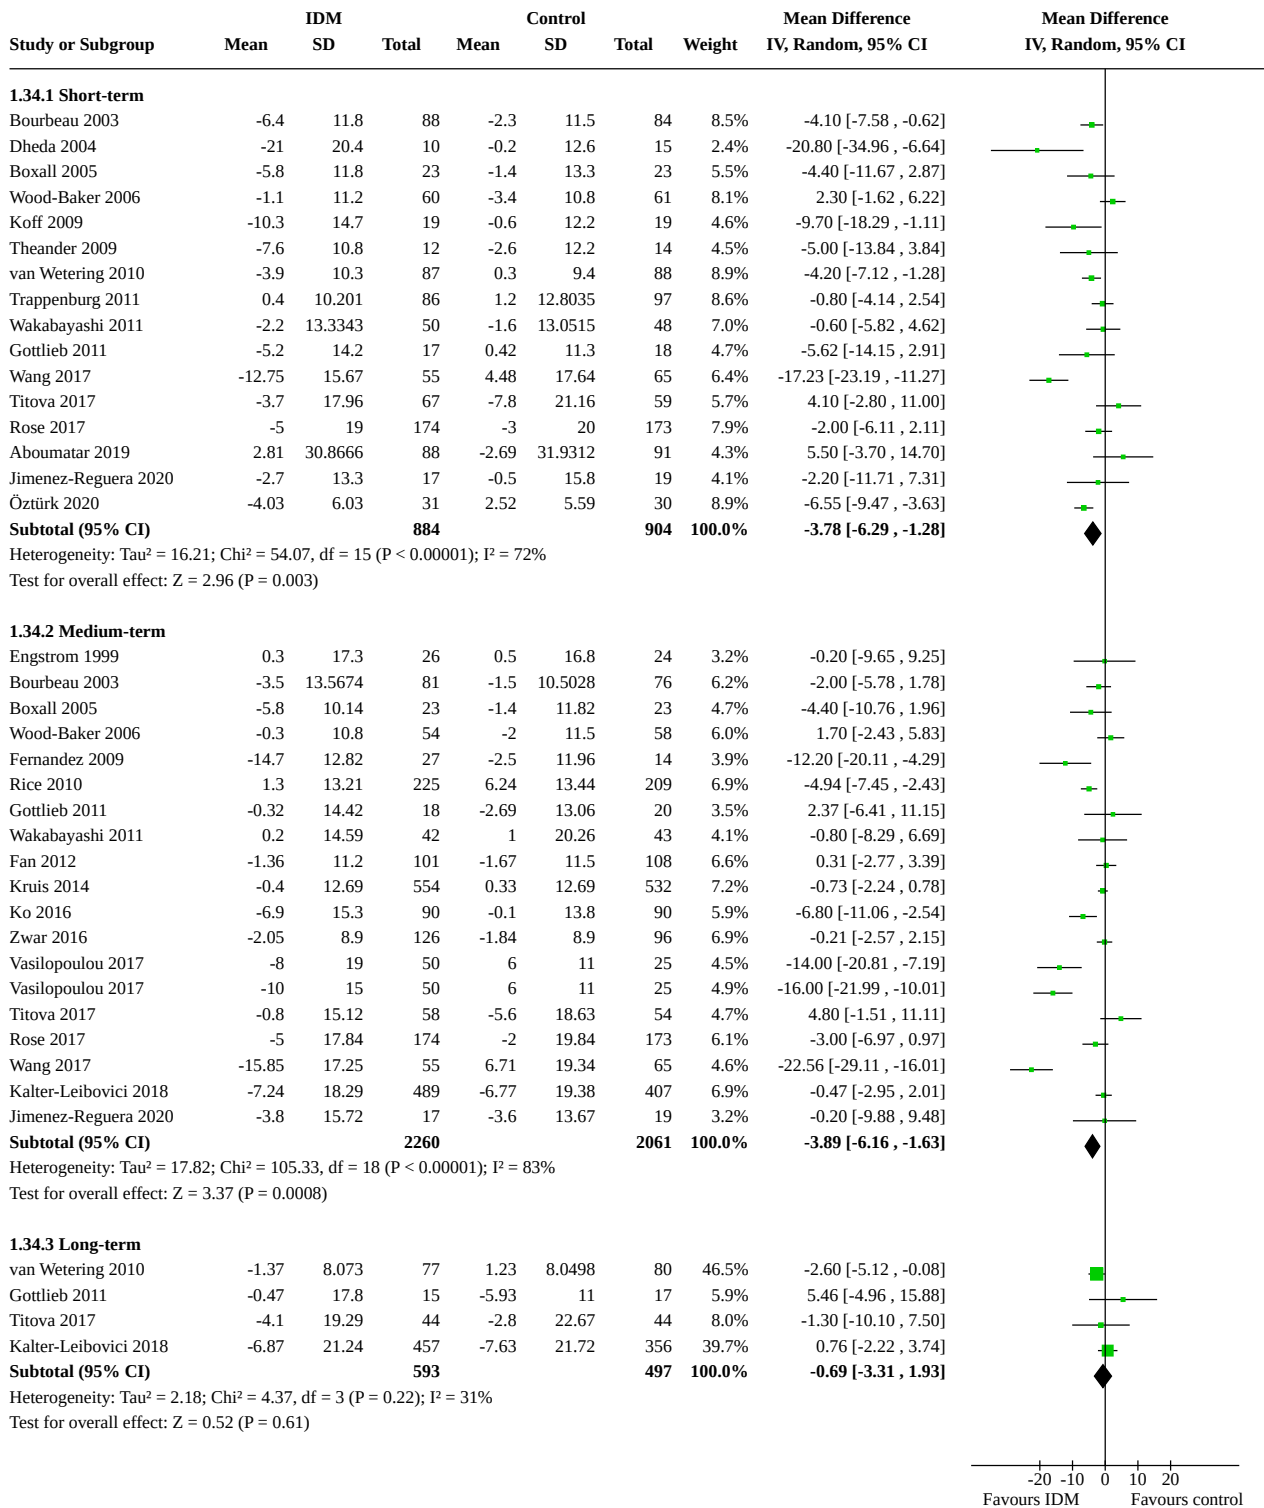 IDM Control Mean Difference Mean Difference
Study or Subgroup Mean SD Total Mean SD Total Weight IV, Random, 95% CI IV, Random, 95% CI
1.34.1 Short-term
Bourbeau 2003 -6.4 11.8 88 -2.3 11.5 84 8.5% -4.10 [-7.58 , -0.62]
Dheda 2004 -21 20.4 10 -0.2 12.6 15 2.4% -20.80 [-34.96 , -6.64]
Boxall 2005 -5.8 11.8 23 -1.4 13.3 23 5.5% -4.40 [-11.67 , 2.87]
Wood-Baker 2006 -1.1 11.2 60 -3.4 10.8 61 8.1% 2.30 [-1.62 , 6.22]
Koff 2009 -10.3 14.7 19 -0.6 12.2 19 4.6% -9.70 [-18.29 , -1.11]
Theander 2009 -7.6 10.8 12 -2.6 12.2 14 4.5% -5.00 [-13.84 , 3.84]
van Wetering 2010 -3.9 10.3 87 0.3 9.4 88 8.9% -4.20 [-7.12 , -1.28]
Trappenburg 2011 0.4 10.201 86 1.2 12.8035 97 8.6% -0.80 [-4.14 , 2.54]
Wakabayashi 2011 -2.2 13.3343 50 -1.6 13.0515 48 7.0% -0.60 [-5.82 , 4.62]
Gottlieb 2011 -5.2 14.2 17 0.42 11.3 18 4.7% -5.62 [-14.15 , 2.91]
Wang 2017 -12.75 15.67 55 4.48 17.64 65 6.4% -17.23 [-23.19 , -11.27]
Titova 2017 -3.7 17.96 67 -7.8 21.16 59 5.7% 4.10 [-2.80 , 11.00]
Rose 2017 -5 19 174 -3 20 173 7.9% -2.00 [-6.11 , 2.11]
Aboumatar 2019 2.81 30.8666 88 -2.69 31.9312 91 4.3% 5.50 [-3.70 , 14.70]
Jimenez-Reguera 2020 -2.7 13.3 17 -0.5 15.8 19 4.1% -2.20 [-11.71 , 7.31]
Öztürk 2020 -4.03 6.03 31 2.52 5.59 30 8.9% -6.55 [-9.47 , -3.63]
Subtotal (95% CI) 884 904 100.0% -3.78 [-6.29 , -1.28]
Heterogeneity: Tau² = 16.21; Chi² = 54.07, df = 15 (P < 0.00001); I² = 72%
Test for overall effect: Z = 2.96 (P = 0.003)
1.34.2 Medium-term
Engstrom 1999 0.3 17.3 26 0.5 16.8 24 3.2% -0.20 [-9.65 , 9.25]
Bourbeau 2003 -3.5 13.5674 81 -1.5 10.5028 76 6.2% -2.00 [-5.78 , 1.78]
Boxall 2005 -5.8 10.14 23 -1.4 11.82 23 4.7% -4.40 [-10.76 , 1.96]
Wood-Baker 2006 -0.3 10.8 54 -2 11.5 58 6.0% 1.70 [-2.43 , 5.83]
Fernandez 2009 -14.7 12.82 27 -2.5 11.96 14 3.9% -12.20 [-20.11 , -4.29]
Rice 2010 1.3 13.21 225 6.24 13.44 209 6.9% -4.94 [-7.45 , -2.43]
Gottlieb 2011 -0.32 14.42 18 -2.69 13.06 20 3.5% 2.37 [-6.41 , 11.15]
Wakabayashi 2011 0.2 14.59 42 1 20.26 43 4.1% -0.80 [-8.29 , 6.69]
Fan 2012 -1.36 11.2 101 -1.67 11.5 108 6.6% 0.31 [-2.77 , 3.39]
Kruis 2014 -0.4 12.69 554 0.33 12.69 532 7.2% -0.73 [-2.24 , 0.78]
Ko 2016 -6.9 15.3 90 -0.1 13.8 90 5.9% -6.80 [-11.06 , -2.54]
Zwar 2016 -2.05 8.9 126 -1.84 8.9 96 6.9% -0.21 [-2.57 , 2.15]
Vasilopoulou 2017 -8 19 50 6 11 25 4.5% -14.00 [-20.81 , -7.19]
Vasilopoulou 2017 -10 15 50 6 11 25 4.9% -16.00 [-21.99 , -10.01]
Titova 2017 -0.8 15.12 58 -5.6 18.63 54 4.7% 4.80 [-1.51 , 11.11]
Rose 2017 -5 17.84 174 -2 19.84 173 6.1% -3.00 [-6.97 , 0.97]
Wang 2017 -15.85 17.25 55 6.71 19.34 65 4.6% -22.56 [-29.11 , -16.01]
Kalter-Leibovici 2018 -7.24 18.29 489 -6.77 19.38 407 6.9% -0.47 [-2.95 , 2.01]
Jimenez-Reguera 2020 -3.8 15.72 17 -3.6 13.67 19 3.2% -0.20 [-9.88 , 9.48]
Subtotal (95% CI) 2260 2061 100.0% -3.89 [-6.16 , -1.63]
Heterogeneity: Tau² = 17.82; Chi² = 105.33, df = 18 (P < 0.00001); I² = 83%
Test for overall effect: Z = 3.37 (P = 0.0008)
1.34.3 Long-term
van Wetering 2010 -1.37 8.073 77 1.23 8.0498 80 46.5% -2.60 [-5.12 , -0.08]
Gottlieb 2011 -0.47 17.8 15 -5.93 11 17 5.9% 5.46 [-4.96 , 15.88]
Titova 2017 -4.1 19.29 44 -2.8 22.67 44 8.0% -1.30 [-10.10 , 7.50]
Kalter-Leibovici 2018 -6.87 21.24 457 -7.63 21.72 356 39.7% 0.76 [-2.22 , 3.74]
Subtotal (95% CI) 593 497 100.0% -0.69 [-3.31 , 1.93]
Heterogeneity: Tau² = 2.18; Chi² = 4.37, df = 3 (P = 0.22); I² = 31%
Test for overall effect: Z = 0.52 (P = 0.61)
-20 -10 0 10 20
Favours IDM Favours control